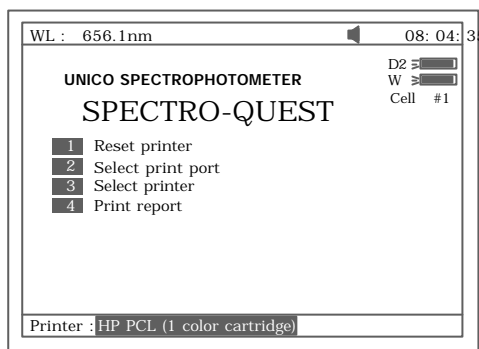 WL : 656.1nm 08: 04: 35
D2
UNICO SPECTROPHOTOMETER
W
SPECTRO-QUEST
Cell #1
1 Reset printer
2 Select print port
3 Select printer
4 Print report
Printer : HP PCL (1 color cartridge)